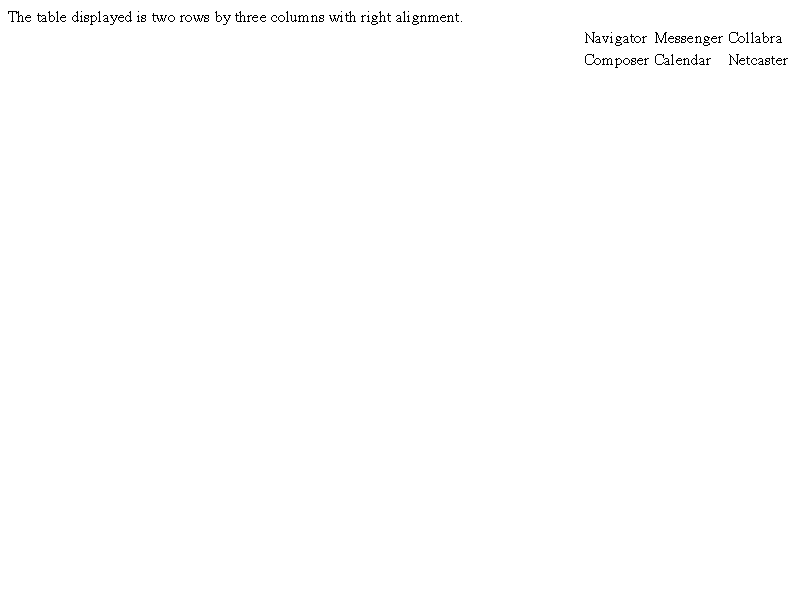 The table displayed is two rows by three columns with right alignment.
Navigator Messenger Collabra
Composer Calendar Netcaster